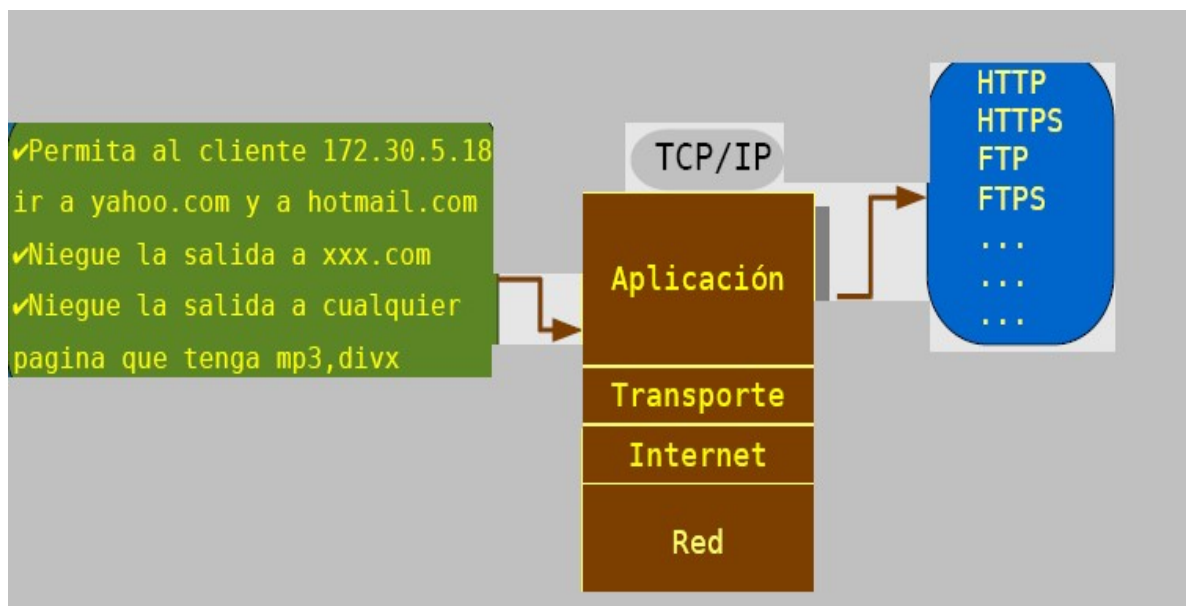 ✔Permita al cliente 172.30.5.18
ir a yahoo.com y a hotmail.com
✔Niegue la salida a xxx.com
✔Niegue la salida a cualquier
pagina que tenga mp3,divx
TCP/IP
Aplicación
Transporte
Internet
Red
HTTP
HTTPS
FTP
FTPS
...
...
...